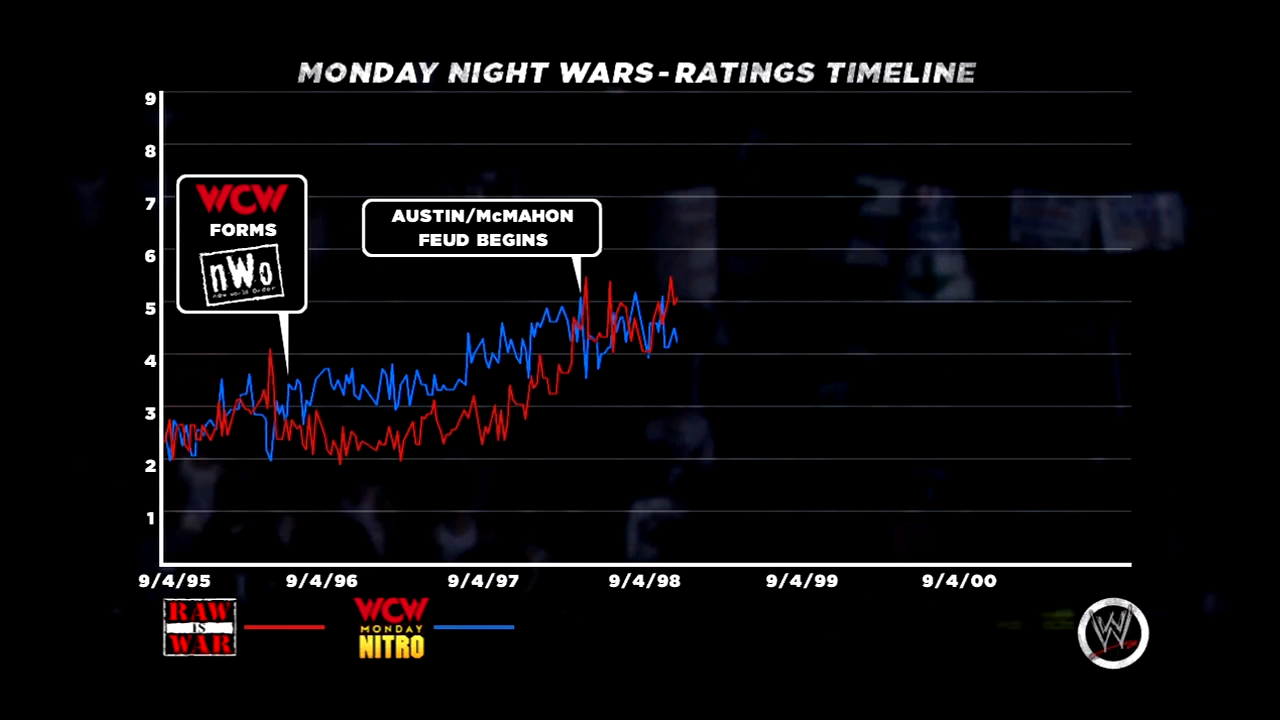 MONDAY NIGHT WARS - RATINGS TIMELINE
9
8
7
6
5
4
3
2
1
WCW
FORMS
nWo
new world Order
AUSTIN/McMAHON
FEUD BEGINS
9/4/95
9/4/96
9/4/97
9/4/98
9/4/99
9/4/00
RAW
IS
WAR
WCW
MONDAY
NITRO
W